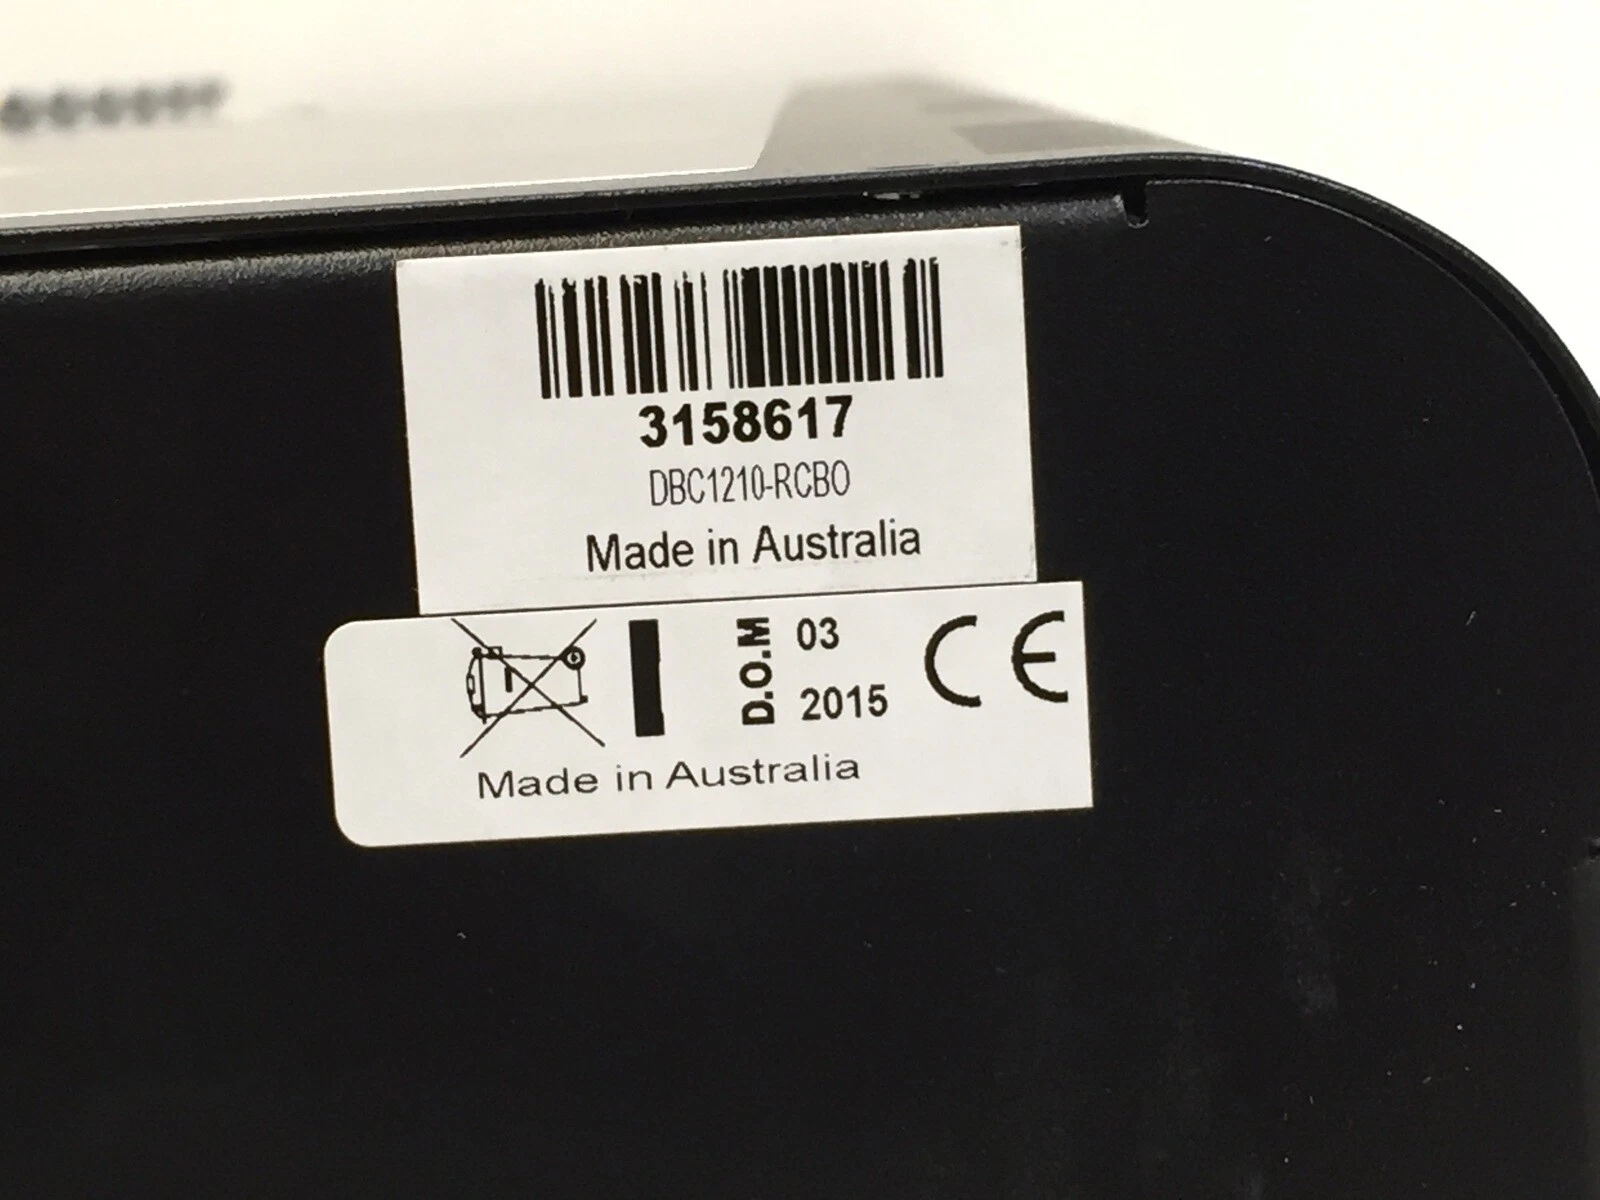 3158617
DBC1210-RCBO
Made in Australia
D.O.M 03
2015
CE
Made in Australia